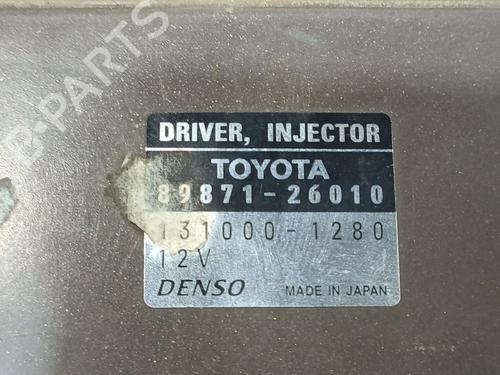 B-PARTS
DRIVER, INJECTOR
TOYOTA
89871-26010
131000-1280
12V
DENSO MADE IN JAPAN